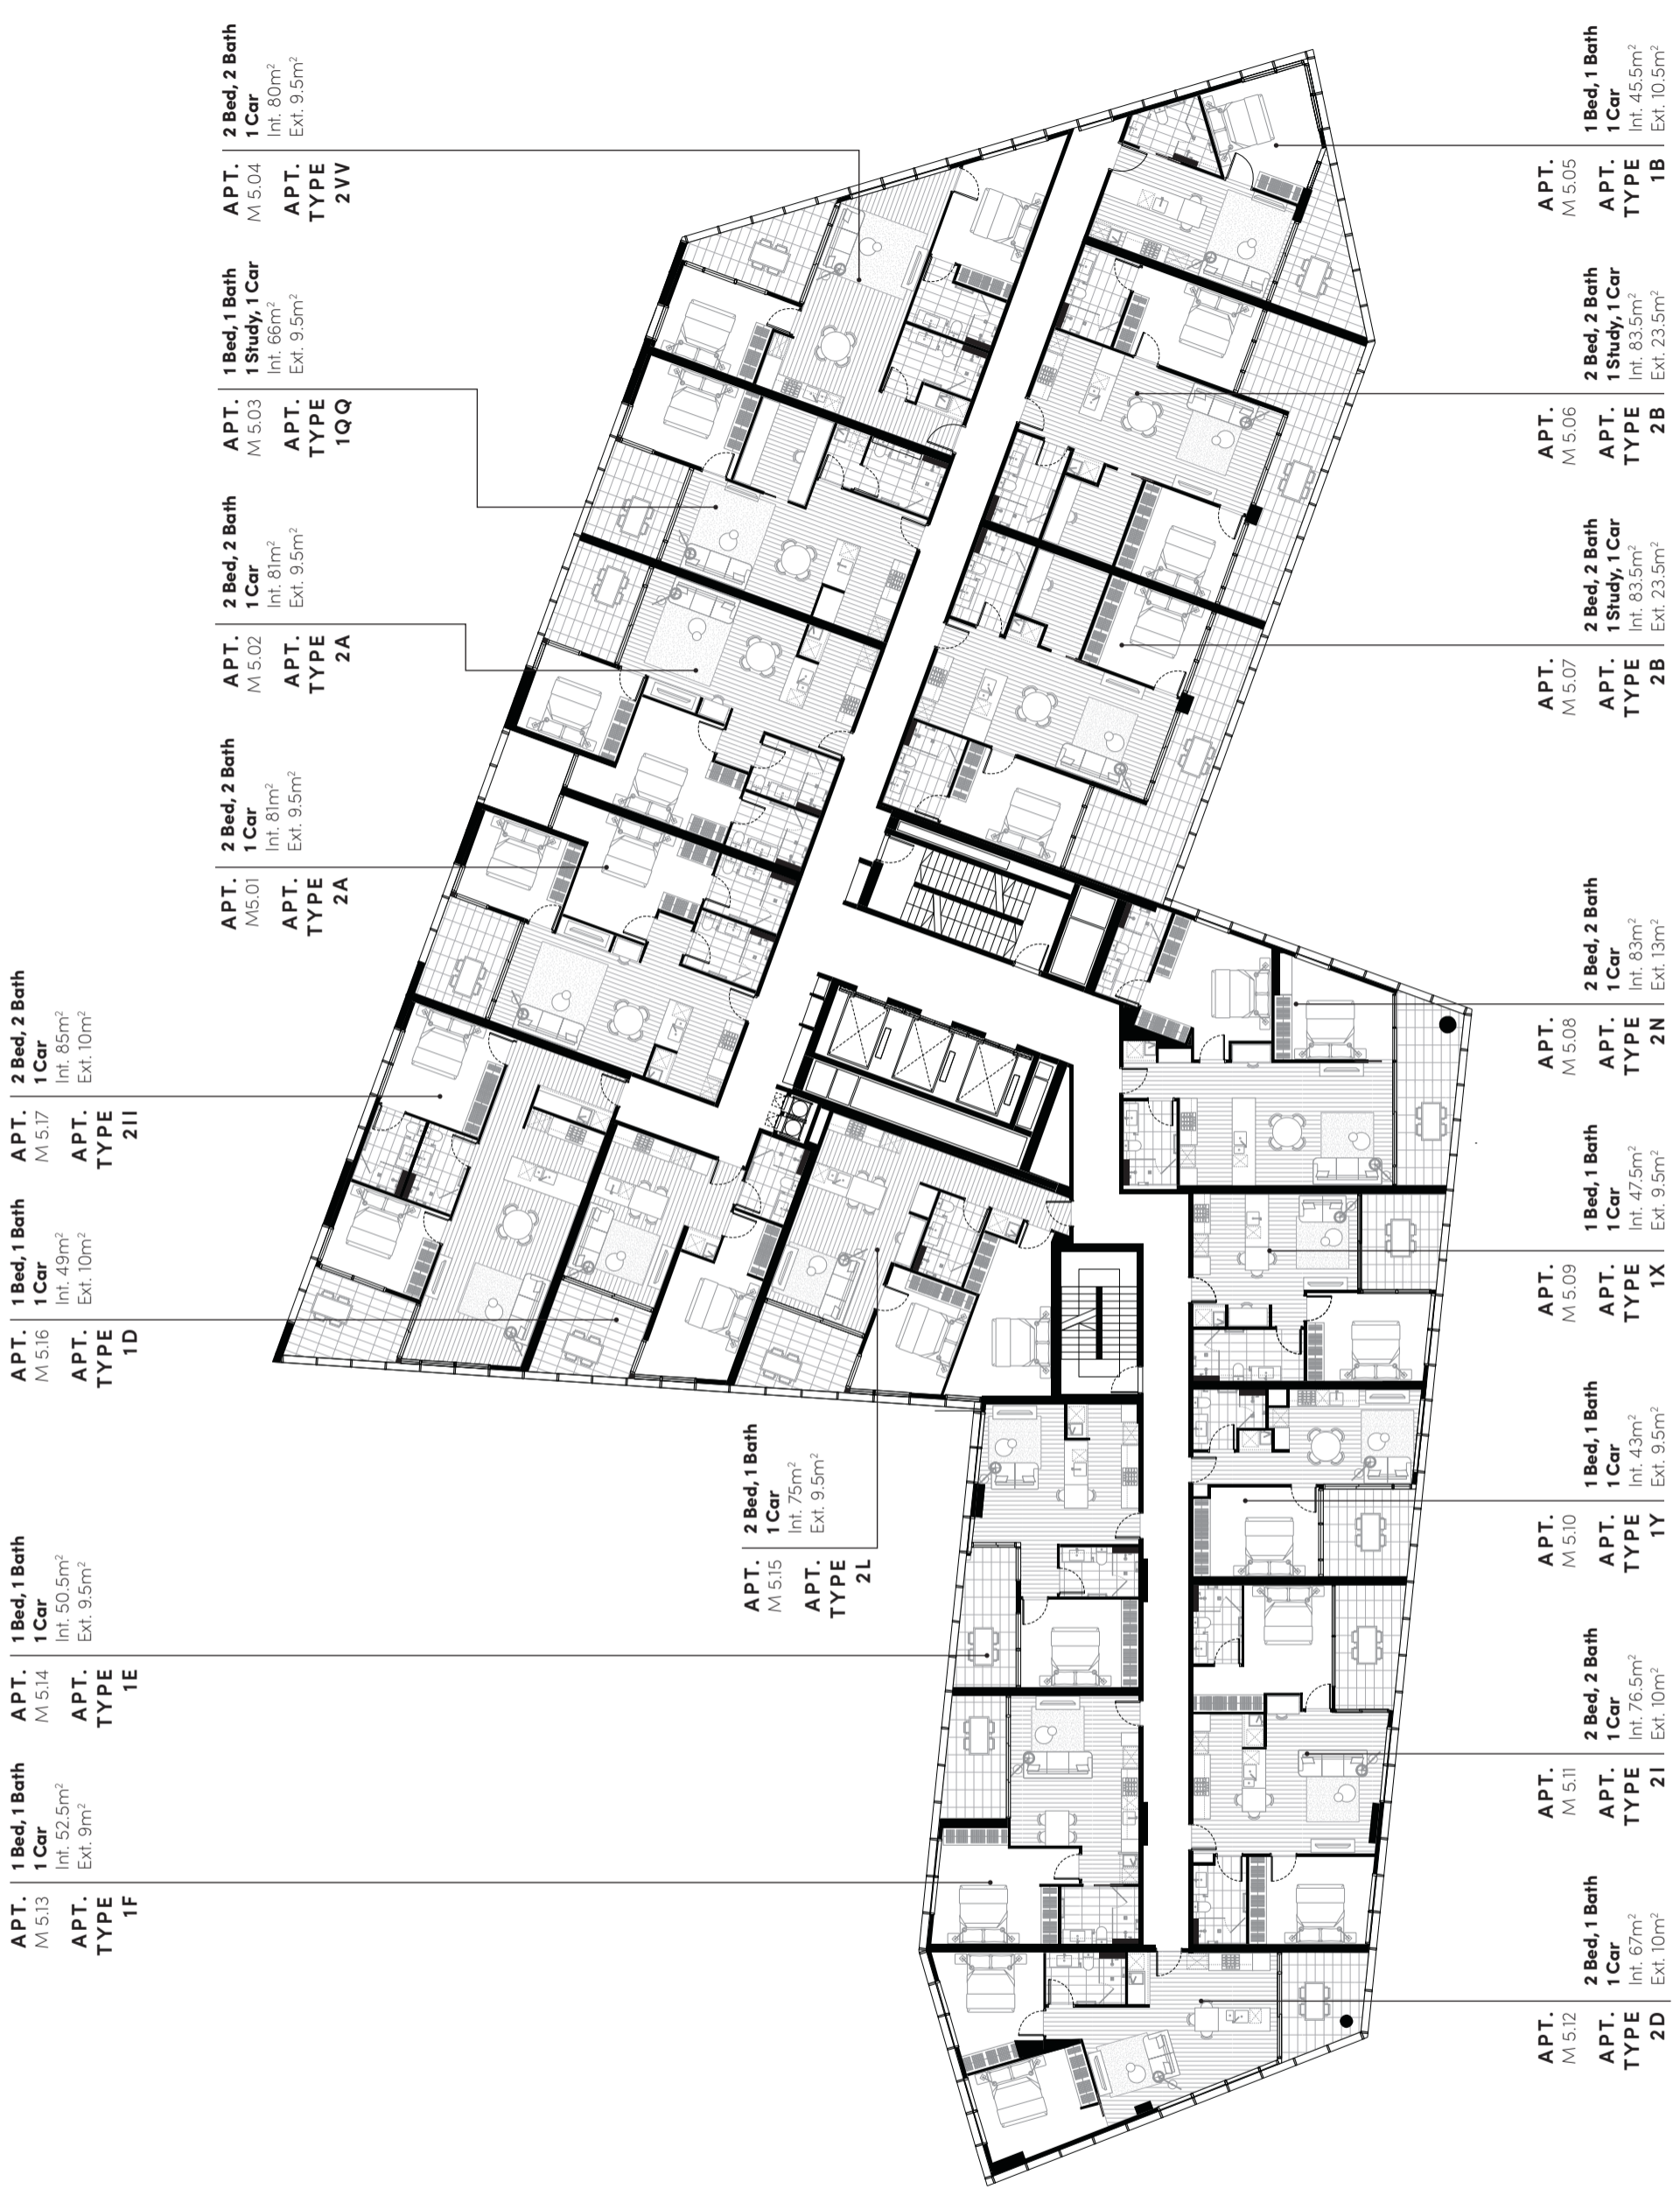 APT.
M 5.13
APT.
TYPE
1F
1 Bed, 1 Bath
1 Car
Int. 52.5m²
Ext. 9m²
APT.
M 5.14
APT.
TYPE
1E
1 Bed, 1 Bath
1 Car
Int. 50.5m²
Ext. 9.5m²
APT.
M 5.16
APT.
TYPE
1D
1 Bed, 1 Bath
1 Car
Int. 49m²
Ext. 10m²
APT.
M 5.17
APT.
TYPE
2II
2 Bed, 2 Bath
1 Car
Int. 85m²
Ext. 10m²
APT.
M5.01
APT.
TYPE
2A
2 Bed, 2 Bath
1 Car
Int. 81m²
Ext. 9.5m²
APT.
M 5.02
APT.
TYPE
2A
2 Bed, 2 Bath
1 Car
Int. 81m²
Ext. 9.5m²
APT.
M 5.03
APT.
TYPE
1QQ
1 Bed, 1 Bath
1 Study, 1 Car
Int. 66m²
Ext. 9.5m²
APT.
M 5.04
APT.
TYPE
2VV
2 Bed, 2 Bath
1 Car
Int. 80m²
Ext. 9.5m²
APT.
M 5.15
APT.
TYPE
2L
2 Bed, 1 Bath
1 Car
Int. 75m²
Ext. 9.5m²
APT.
M 5.12
APT.
TYPE
2D
2 Bed, 1 Bath
1 Car
Int. 67m²
Ext. 10m²
APT.
M 5.11
APT.
TYPE
2I
2 Bed, 2 Bath
1 Car
Int. 76.5m²
Ext. 10m²
APT.
M 5.10
APT.
TYPE
1Y
1 Bed, 1 Bath
1 Car
Int. 43m²
Ext. 9.5m²
APT.
M 5.09
APT.
TYPE
1X
1 Bed, 1 Bath
1 Car
Int. 47.5m²
Ext. 9.5m²
APT.
M 5.08
APT.
TYPE
2N
2 Bed, 2 Bath
1 Car
Int. 83m²
Ext. 13m²
APT.
M 5.07
APT.
TYPE
2B
2 Bed, 2 Bath
1 Study, 1 Car
Int. 83.5m²
Ext. 23.5m²
APT.
M 5.06
APT.
TYPE
2B
2 Bed, 2 Bath
1 Study, 1 Car
Int. 83.5m²
Ext. 23.5m²
APT.
M 5.05
APT.
TYPE
1B
1 Bed, 1 Bath
1 Car
Int. 45.5m²
Ext. 10.5m²